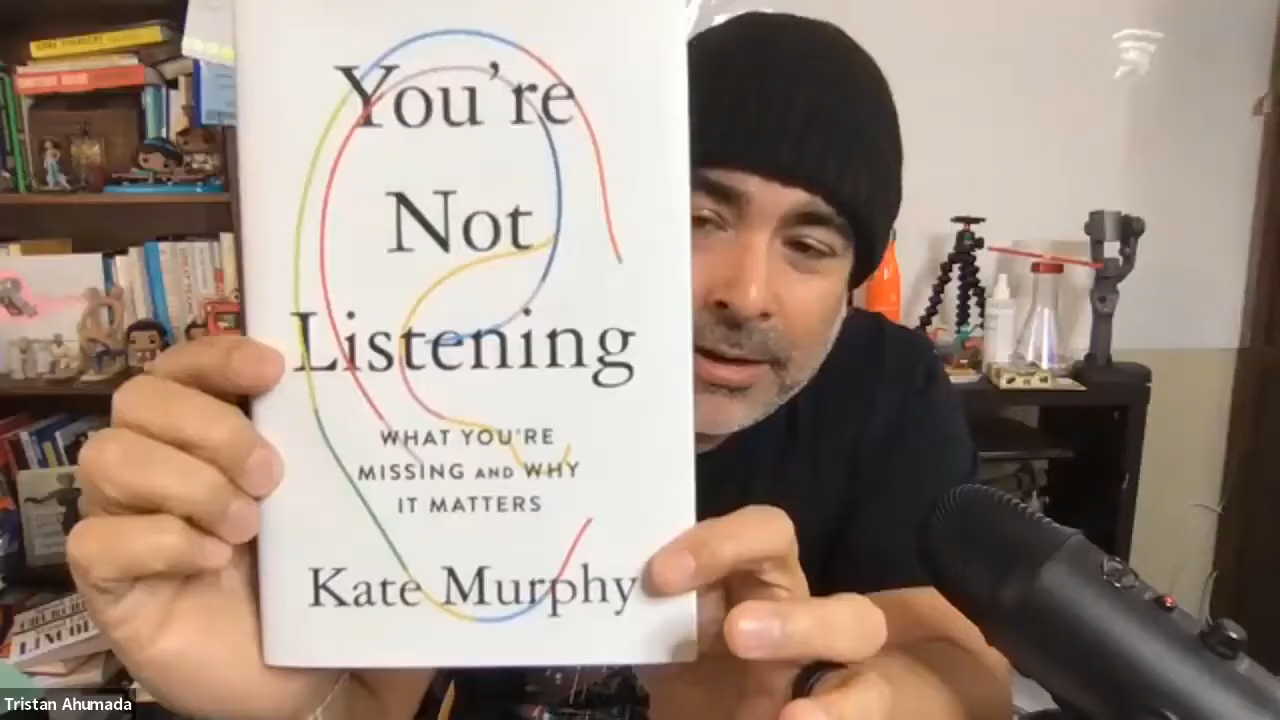 You're
Not
Listening
WHAT YOU'RE
MISSING AND WHY
IT MATTERS
Kate Murphy
Tristan Ahumada